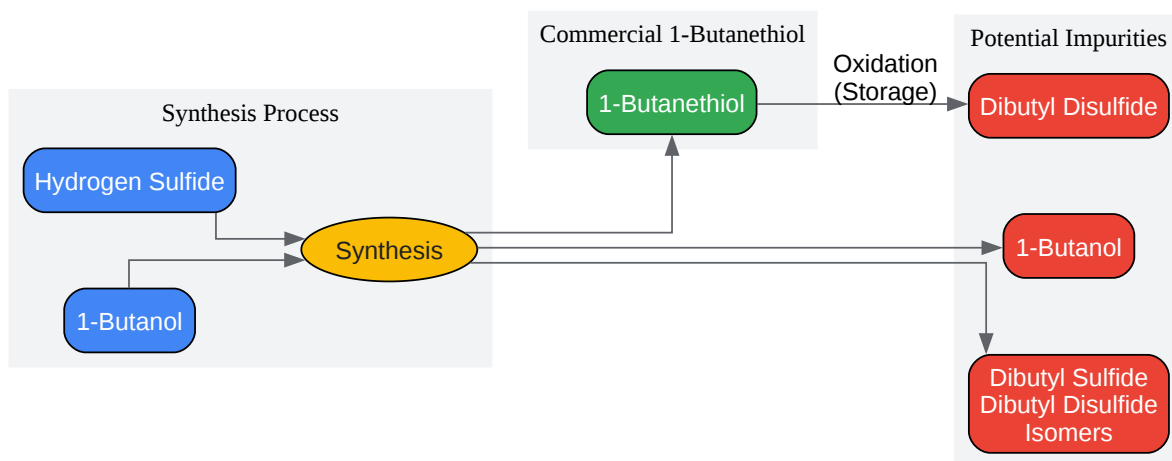 Commercial 1-Butanethiol
Potential Impurities
1-Butanethiol
Oxidation
(Storage)
Dibutyl Disulfide
Synthesis Process
Hydrogen Sulfide
Synthesis
1-Butanol
1-Butanol
Dibutyl Sulfide
Dibutyl Disulfide
Isomers